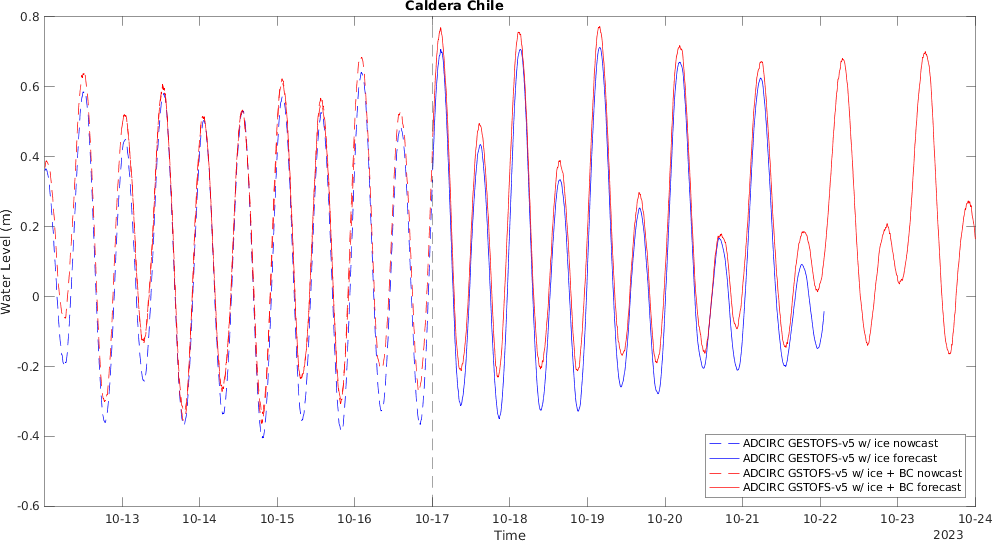 Caldera Chile
0.8
0.6
0.4
0.2
0
-0.2
-0.4
-0.6
Water Level (m)
ADCIRC GESTOFS-v5 w/ ice nowcast
ADCIRC GESTOFS-v5 w/ ice forecast
ADCIRC GSTOFS-v5 w/ ice + BC nowcast
ADCIRC GSTOFS-v5 w/ ice + BC forecast
10-13 10-14 10-15 10-16 10-17 10-18 10-19 10-20 10-21 10-22 10-23 10-24
Time
2023